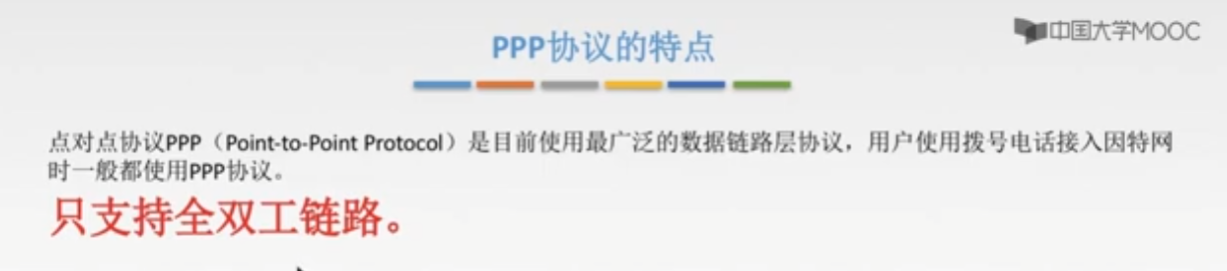 中国大学MOOC
PPP协议的特点
点对点协议PPP（Point-to-Point Protocol）是目前使用最广泛的数据链路层协议，用户使用拨号电话接入因特网
时一般都使用PPP协议。
只支持全双工链路。